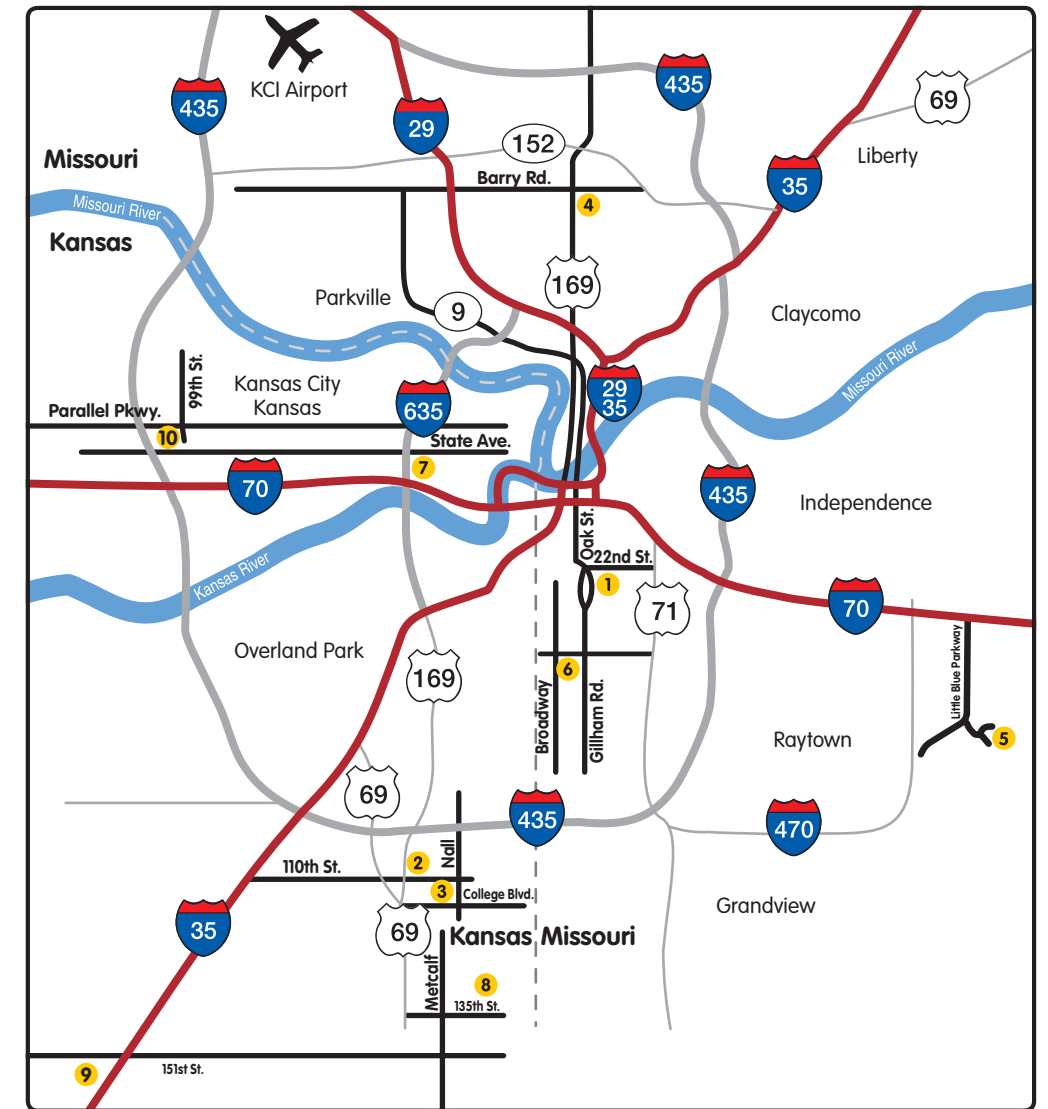 435
KCI Airport
29
435
69
Liberty
Missouri
152
35
Barry Rd.
4
Missouri River
Kansas
169
Parkville
9
Claycomo
Missouri River
99th St.
Kansas City
Kansas
29
35
Parallel Pkwy.
635
10
State Ave.
7
70
435
Independence
Oak St.
22nd St.
Kansas River
1
71
70
Overland Park
169
6
Broadway
Gillham Rd.
Little Blue Parkway
5
Raytown
69
435
470
Nall
110th St.
2
3
College Blvd.
Grandview
35
69
Kansas
Missouri
Metcalf
8
135th St.
151st St.
9